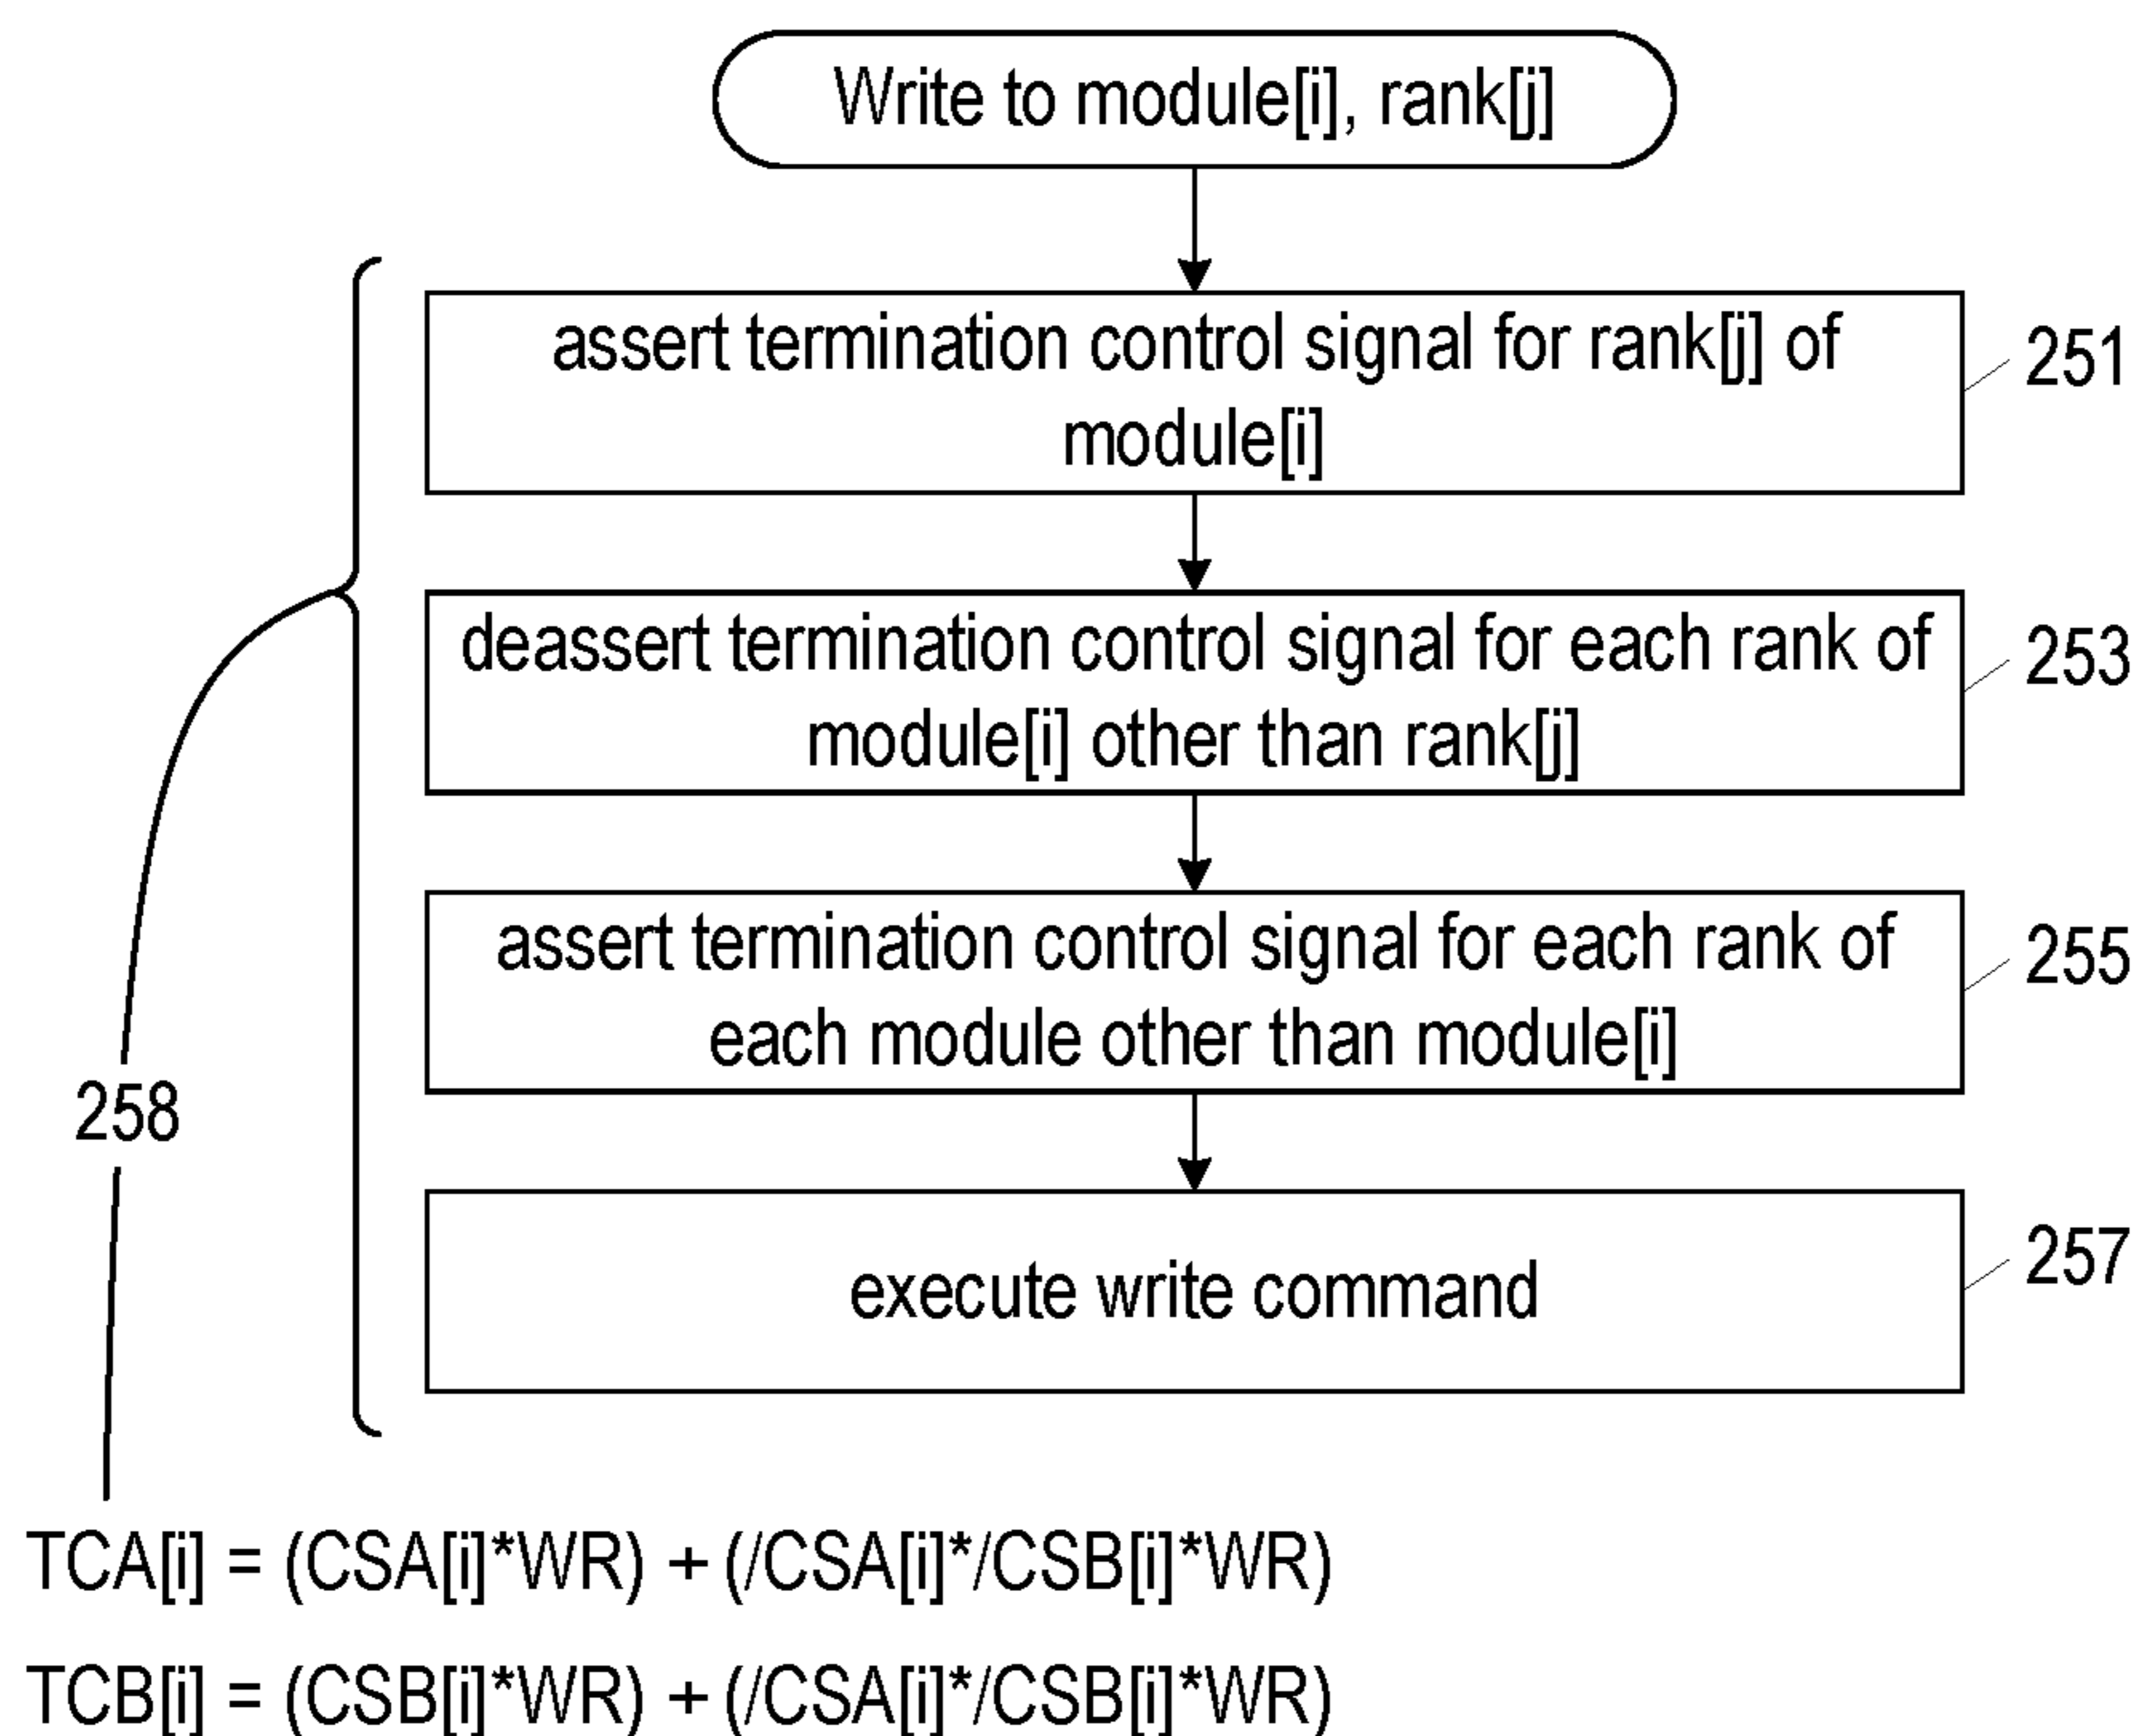 Write to module[i], rank[j]
assert termination control signal for rank[j] of
module[i]
251
deassert termination control signal for each rank of
module[i] other than rank[j]
253
assert termination control signal for each rank of
each module other than module[i]
255
258
execute write command
257
TCA[i] = (CSA[i]*WR) + (/CSA[i]*/CSB[i]*WR)
TCB[i] = (CSB[i]*WR) + (/CSA[i]*/CSB[i]*WR)